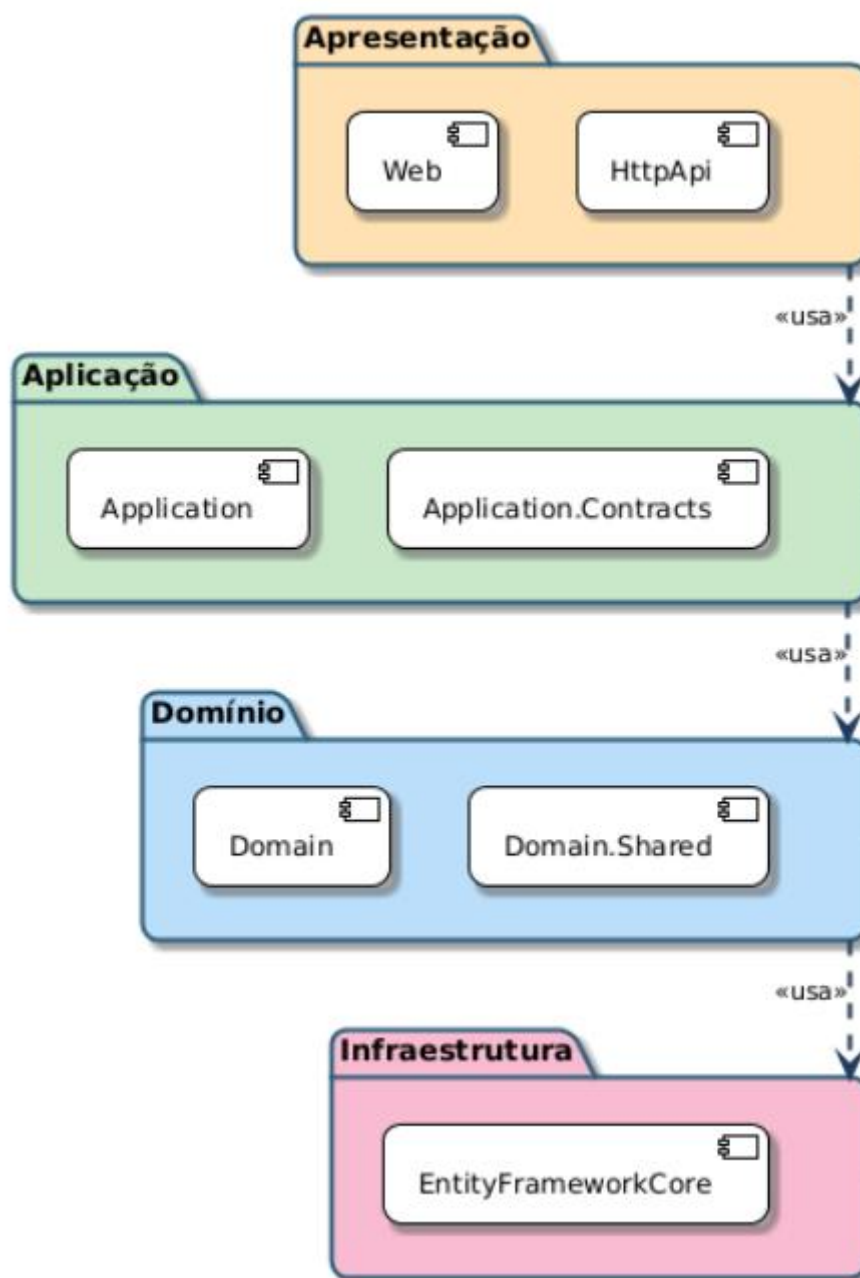 Apresentação
Web
HttpApi
«usa»
Aplicação
Application
Application.Contracts
«usa»
Domínio
Domain
Domain.Shared
«usa»
Infraestrutura
EntityFrameworkCore